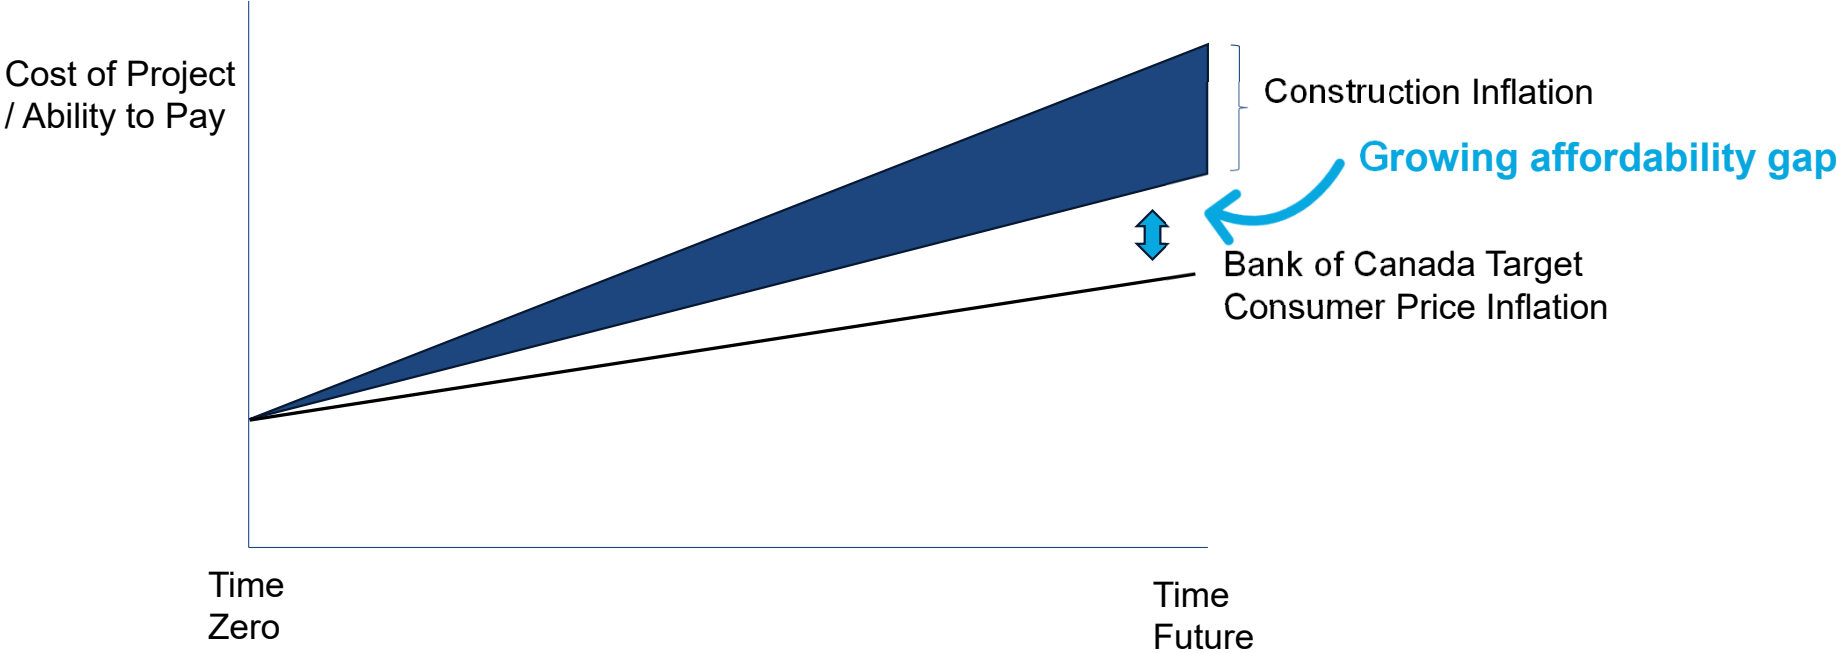 Cost of Project
/ Ability to Pay
Construction Inflation
Growing affordability gap
Bank of Canada Target
Consumer Price Inflation
Time
Zero
Time
Future